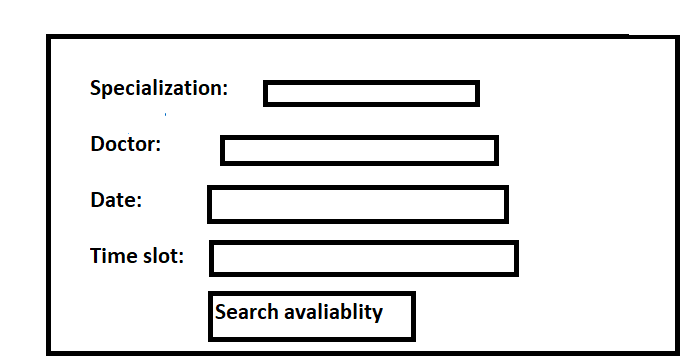 Specialization:
Doctor:
Date:
Time slot:
Search avaliablity